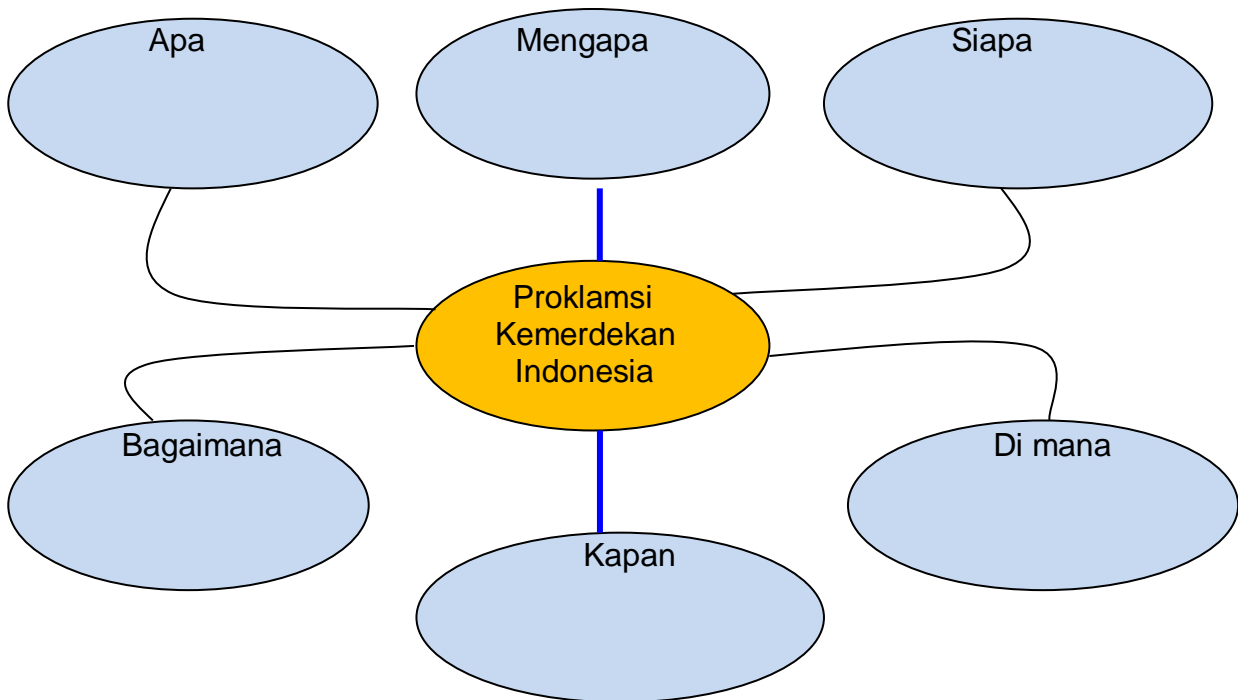 Apa
Mengapa
Siapa
Proklamsi
Kemerdekan
Indonesia
Bagaimana
Di mana
Kapan